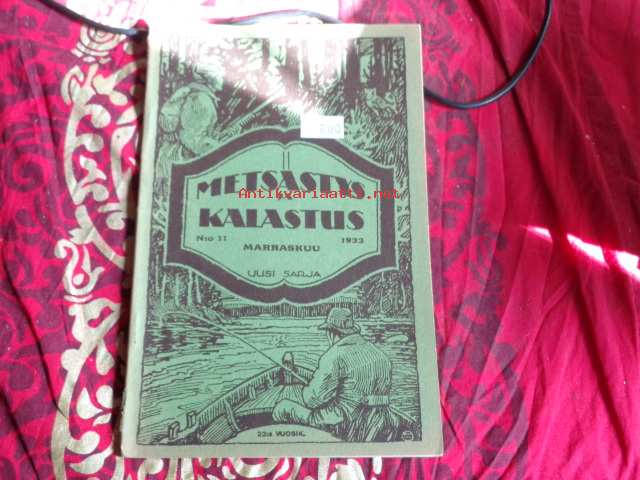 METSÄSTYS
Antikvariaatti.net
KALASTUS
N:o 11 1933
MARRASKUU
UUSI SARJA
22:s VUOSIK.